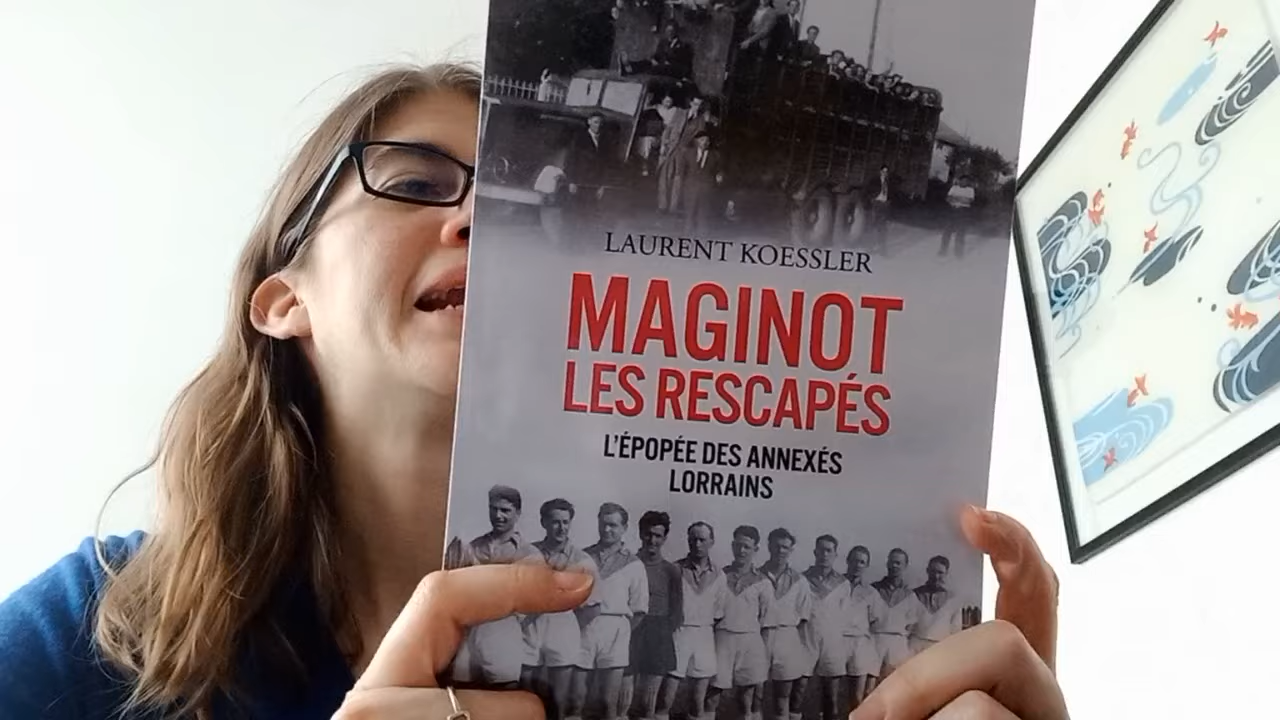 LAURENT KOESSLER
MAGINOT
LES RESCAPÉS
L'ÉPOPÉE DES ANNEXÉS
LORRAINS